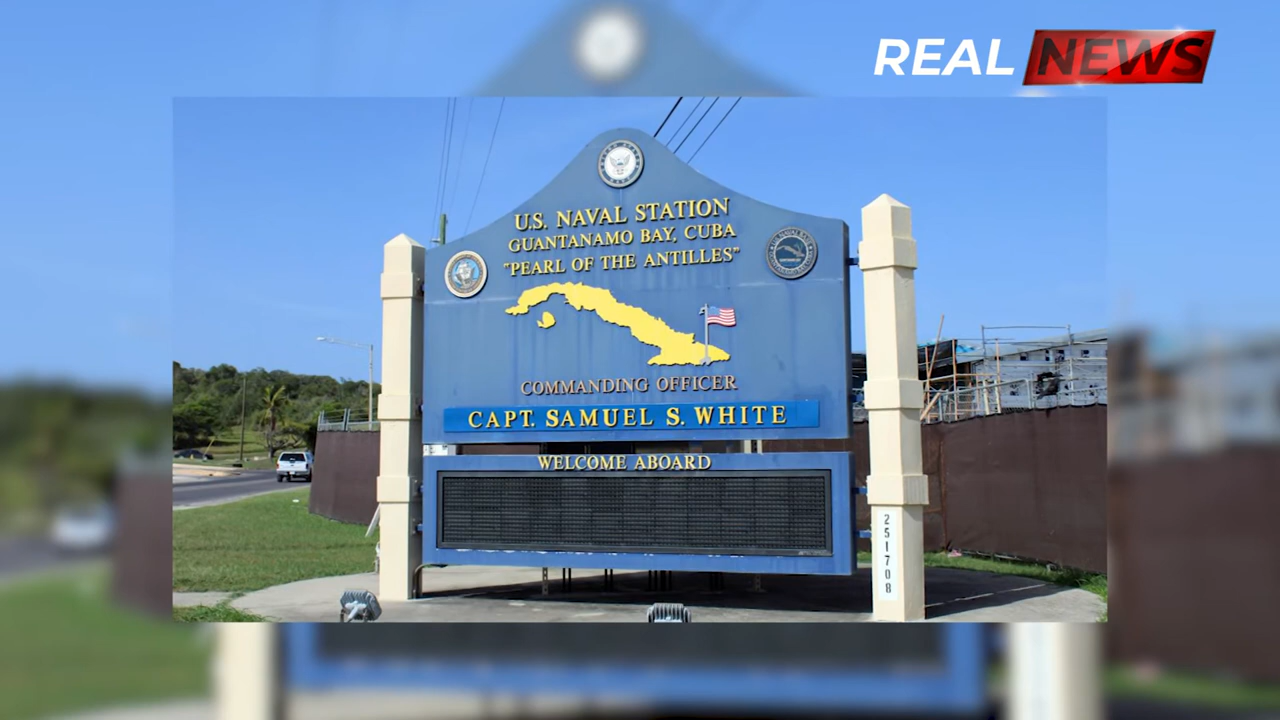 REAL NEWS
U.S. NAVAL STATION
GUANTANAMO BAY, CUBA
"PEARL OF THE ANTILLES"
COMMANDING OFFICER
CAPT. SAMUEL S. WHITE
WELCOME ABOARD
251708